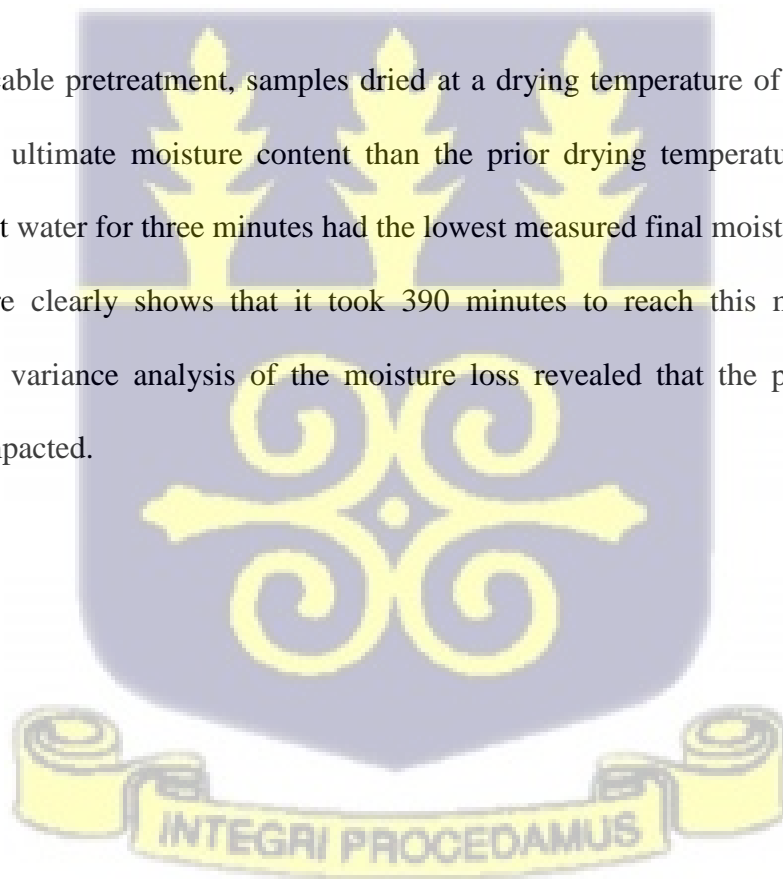 able pretreatment, samples dried at a drying temperature of
ultimate moisture content than the prior drying temperatu
t water for three minutes had the lowest measured final moist
re clearly shows that it took 390 minutes to reach this
variance analysis of the moisture loss revealed that the p
pacted.
INTEGRI PROCEDAMUS